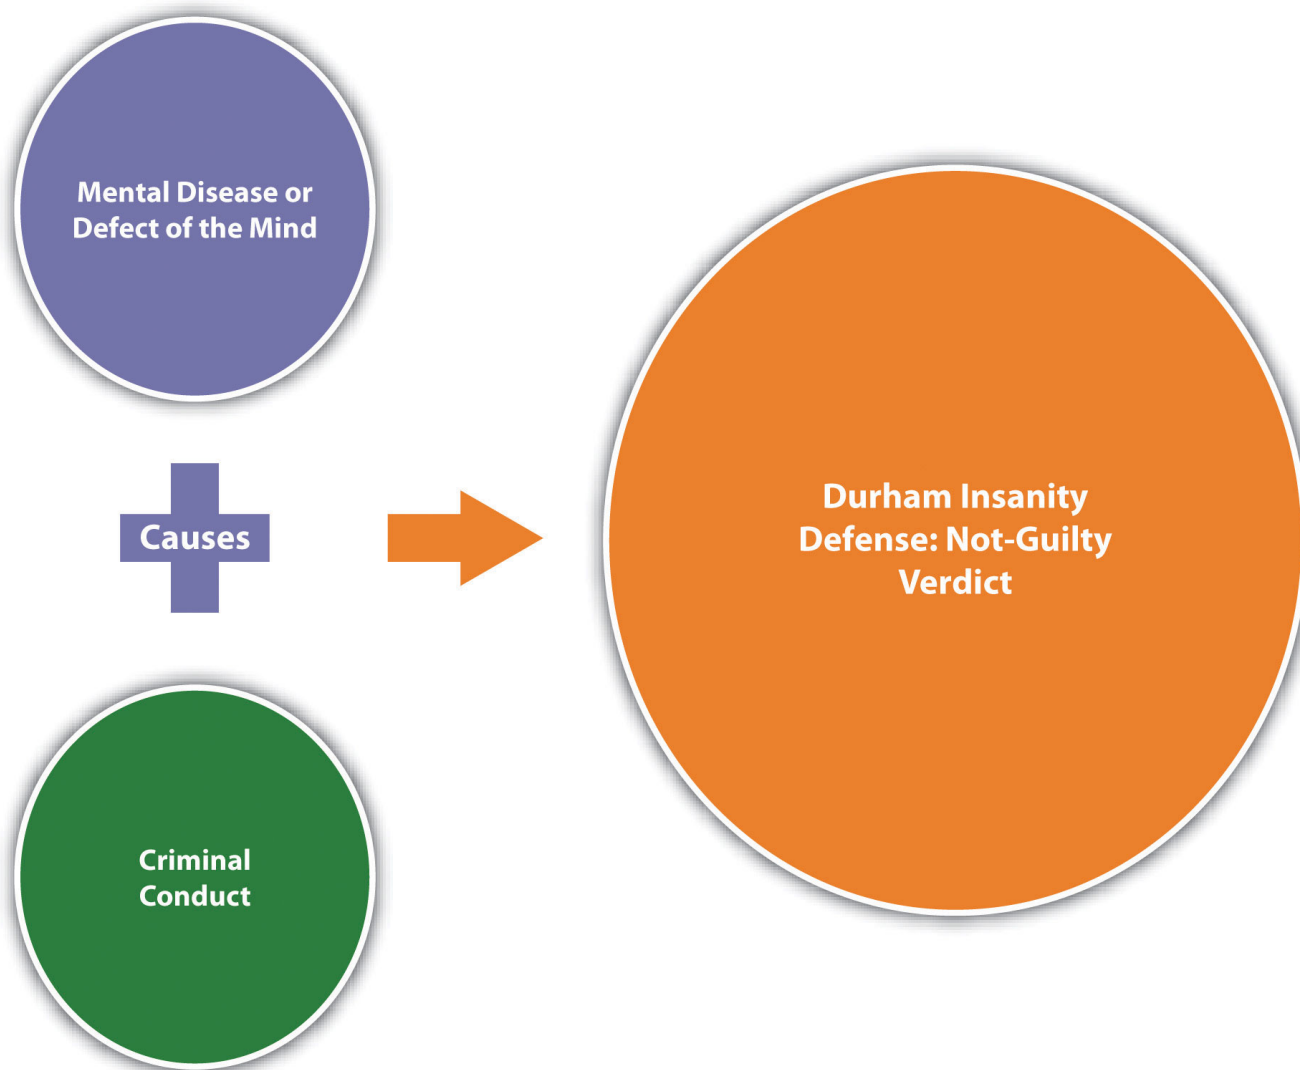 Mental Disease or
Defect of the Mind
Causes
Criminal
Conduct
Durham Insanity
Defense: Not-Guilty
Verdict